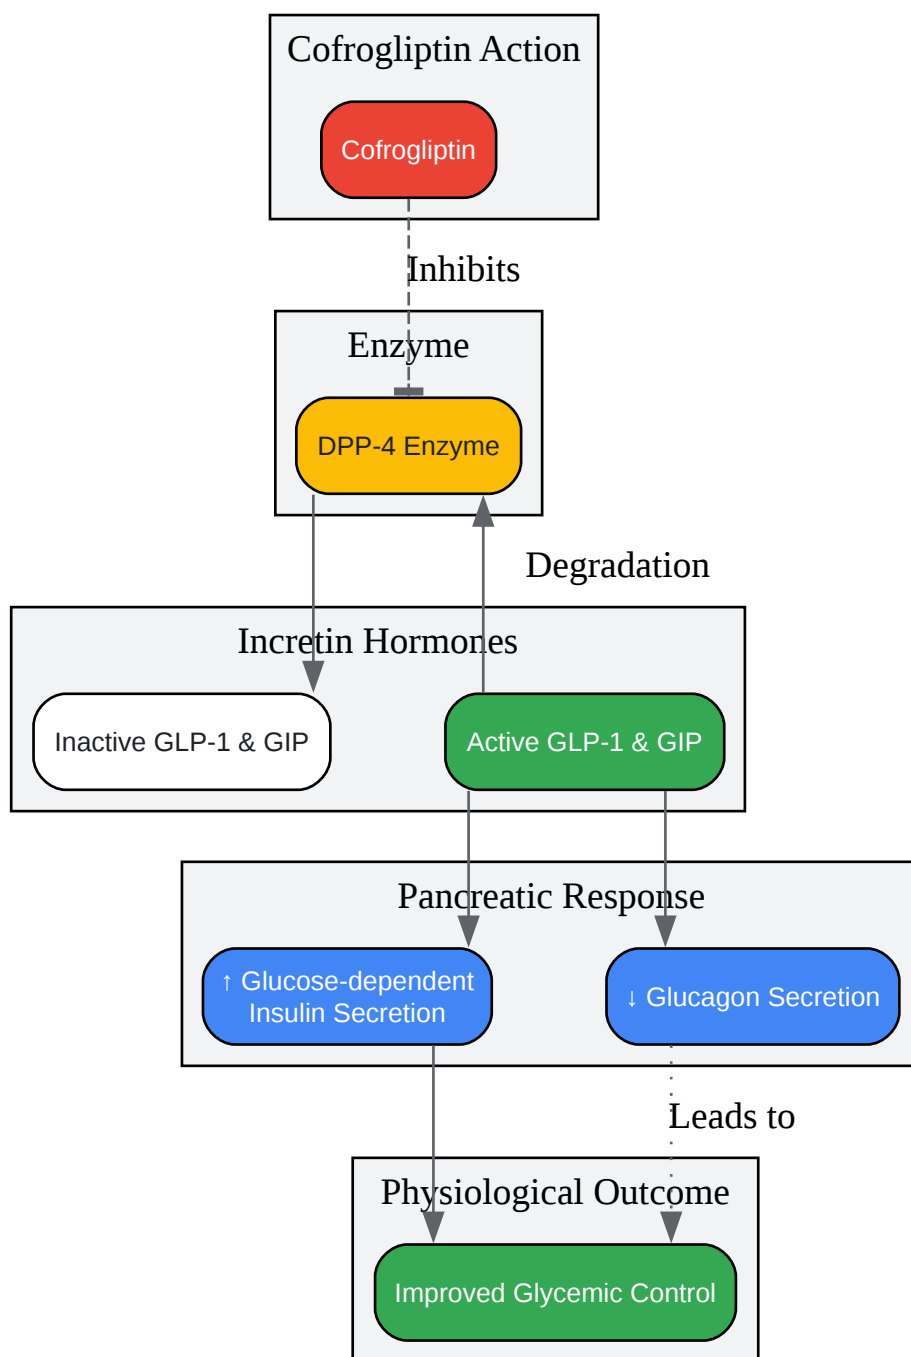 Cofrogliptin Action
Cofrogliptin
Inhibits
Enzyme
DPP-4 Enzyme
Degradation
Incretin Hormones
Inactive GLP-1 & GIP
Active GLP-1 & GIP
Pancreatic Response
↑ Glucose-dependent
Insulin Secretion
↓ Glucagon Secretion
Leads to
Physiological Outcome
Improved Glycemic Control